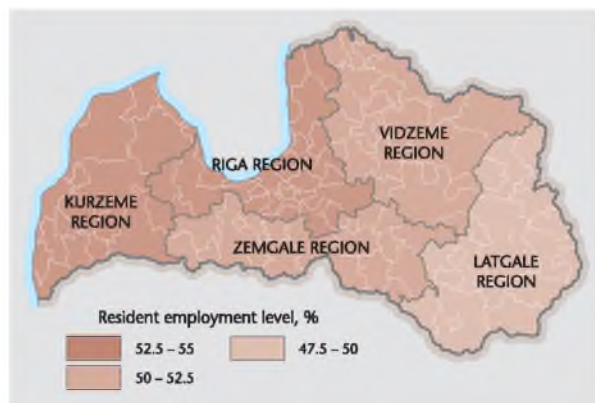 VIDZEME
REGION
RIGA REGION
KURZEME
REGION
ZEMGALE REGION
LATGALE
REGION
Resident employment level, %
52.5 – 55
47.5 – 50
50 – 52.5